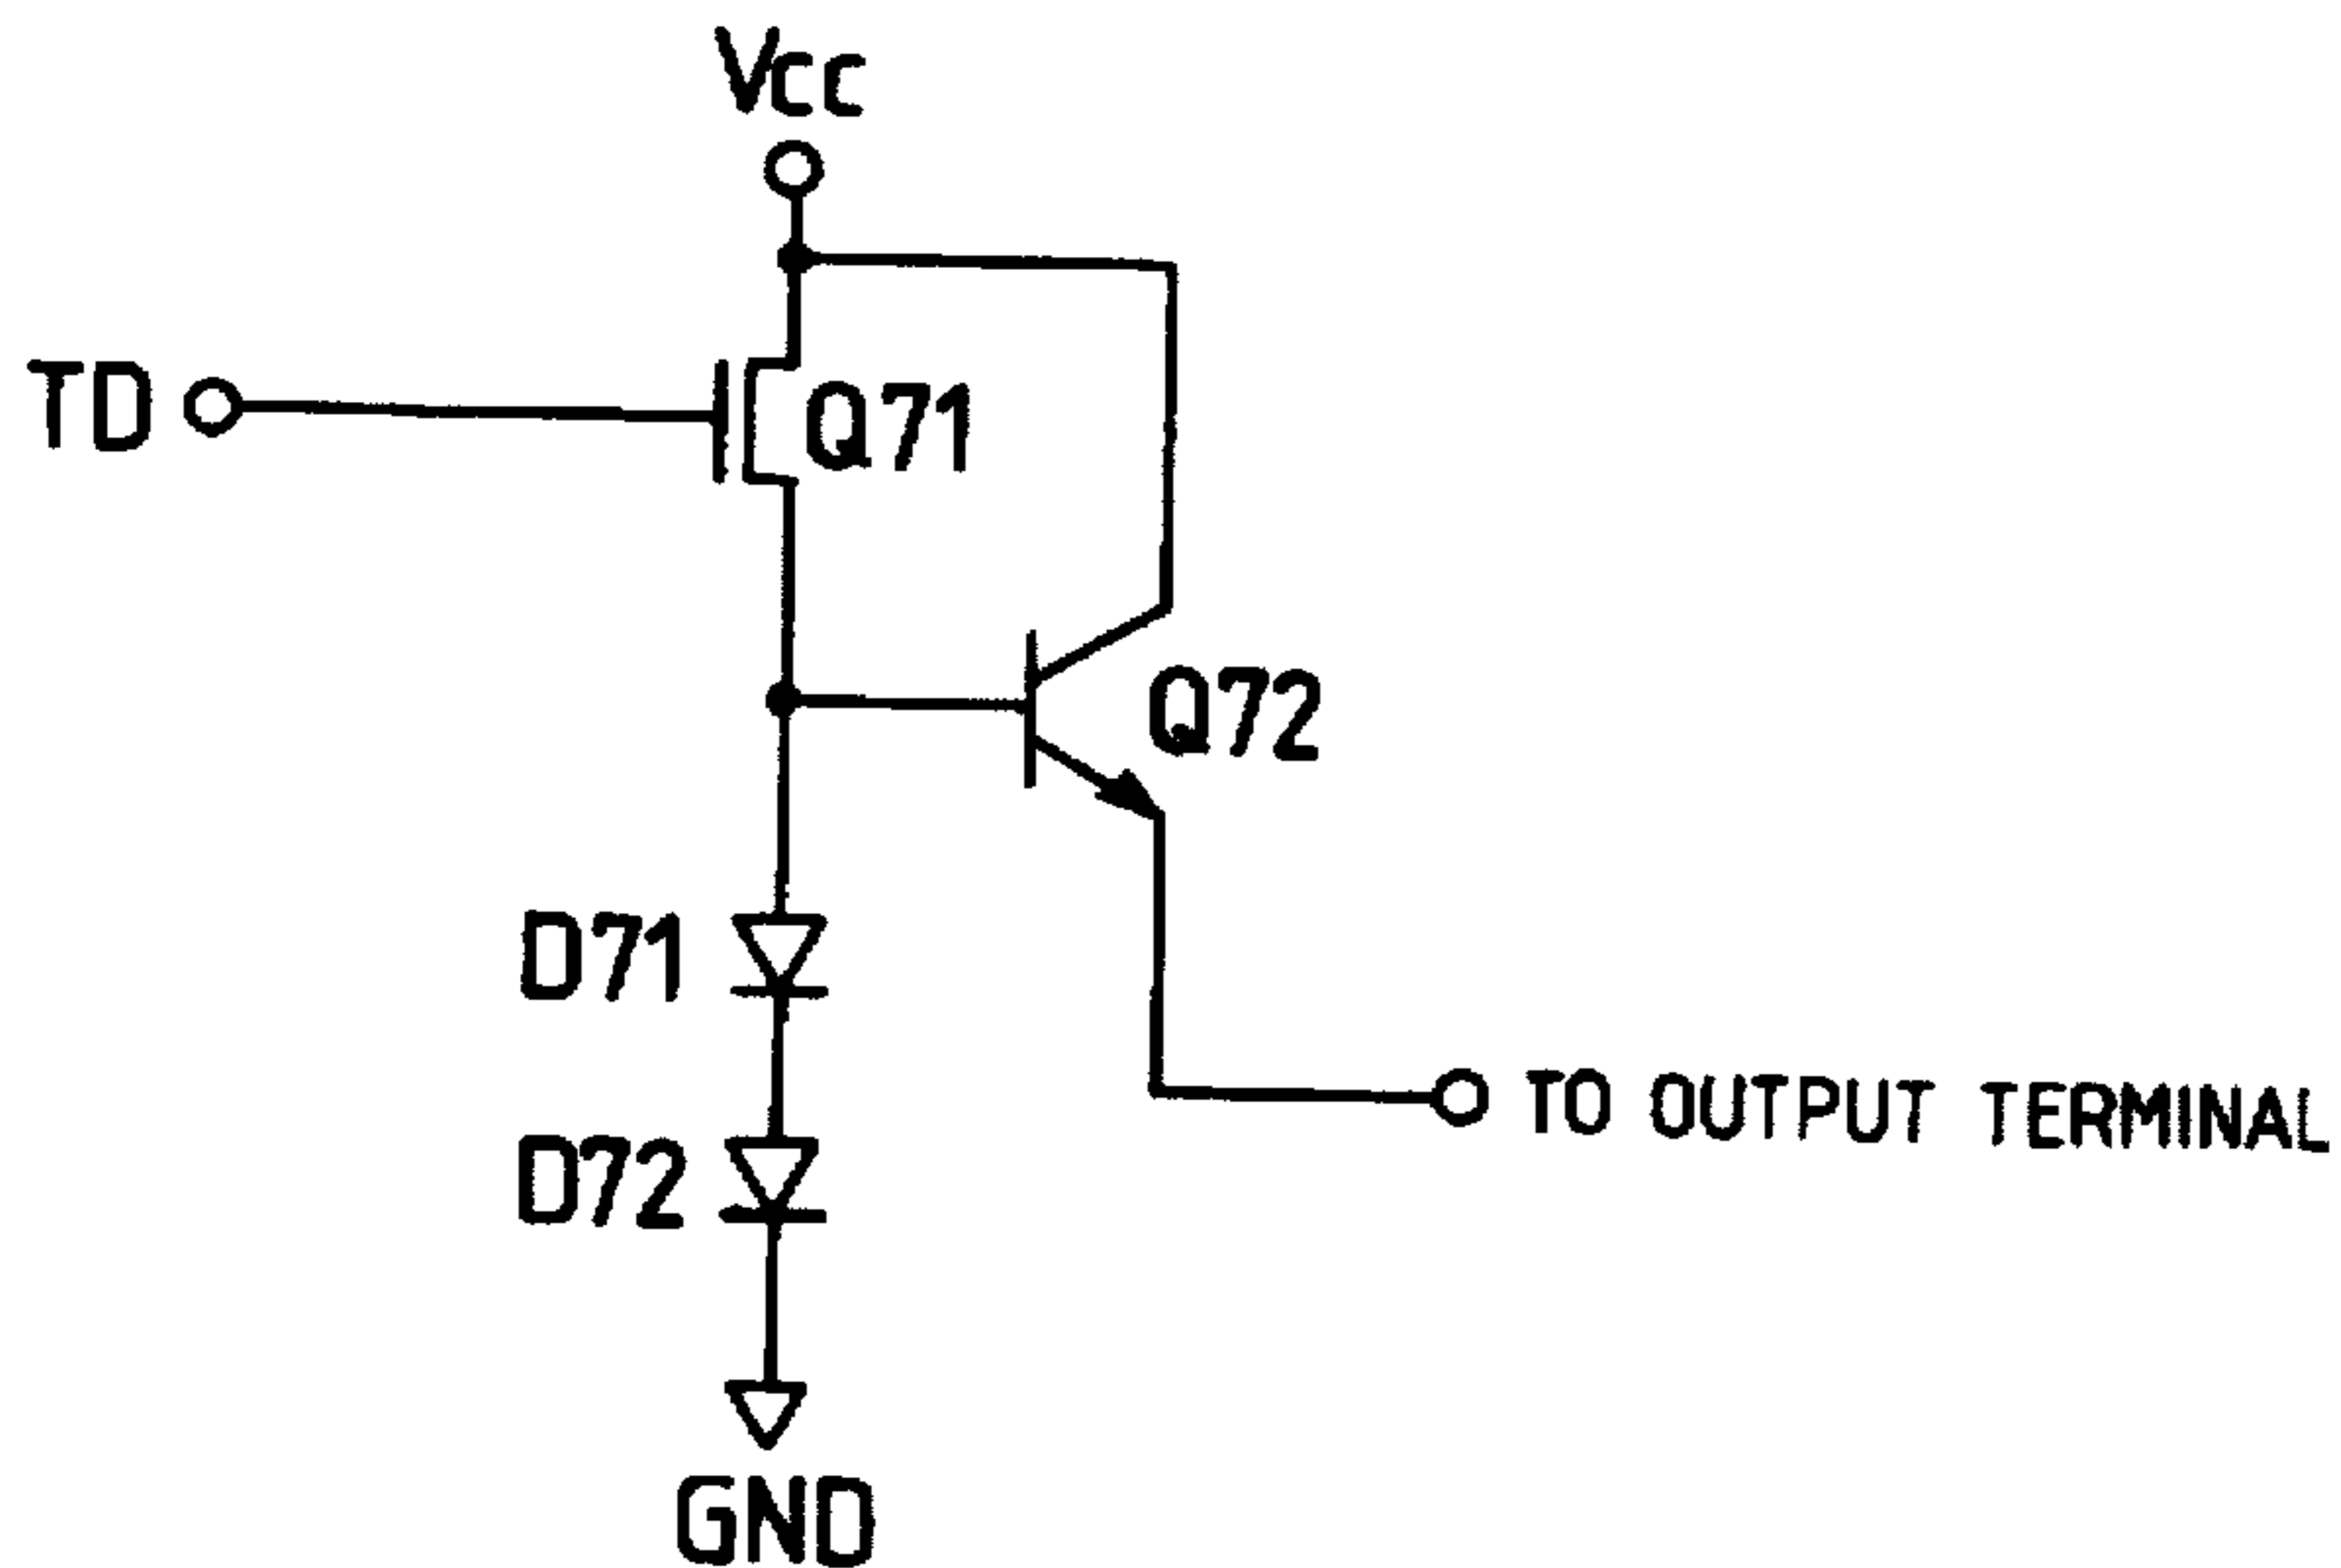 Vcc
TD
Q71
Q72
D71
D72
TO OUTPUT TERMINAL
GND